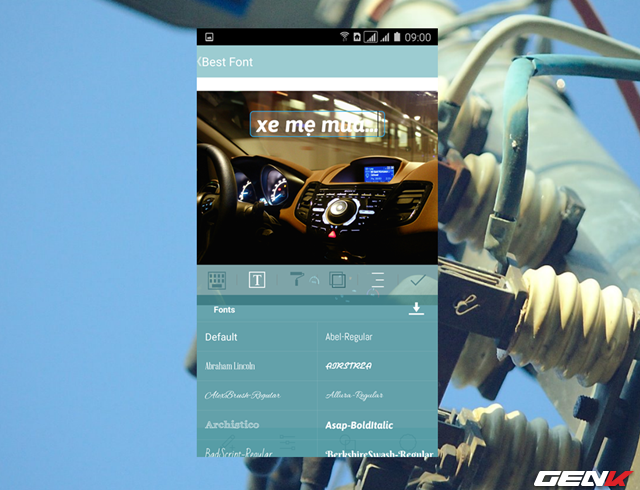 09:00
Best Font
xe mẹ mua...
T
Fonts
Default
Abel-Regular
Abraham Lincoln
AIRSTREA
AlexBrush-Regular
Allura-Regular
Archistico
Asap-BoldItalic
BadScript-Regular
BerkshireSwash-Regular
GENK